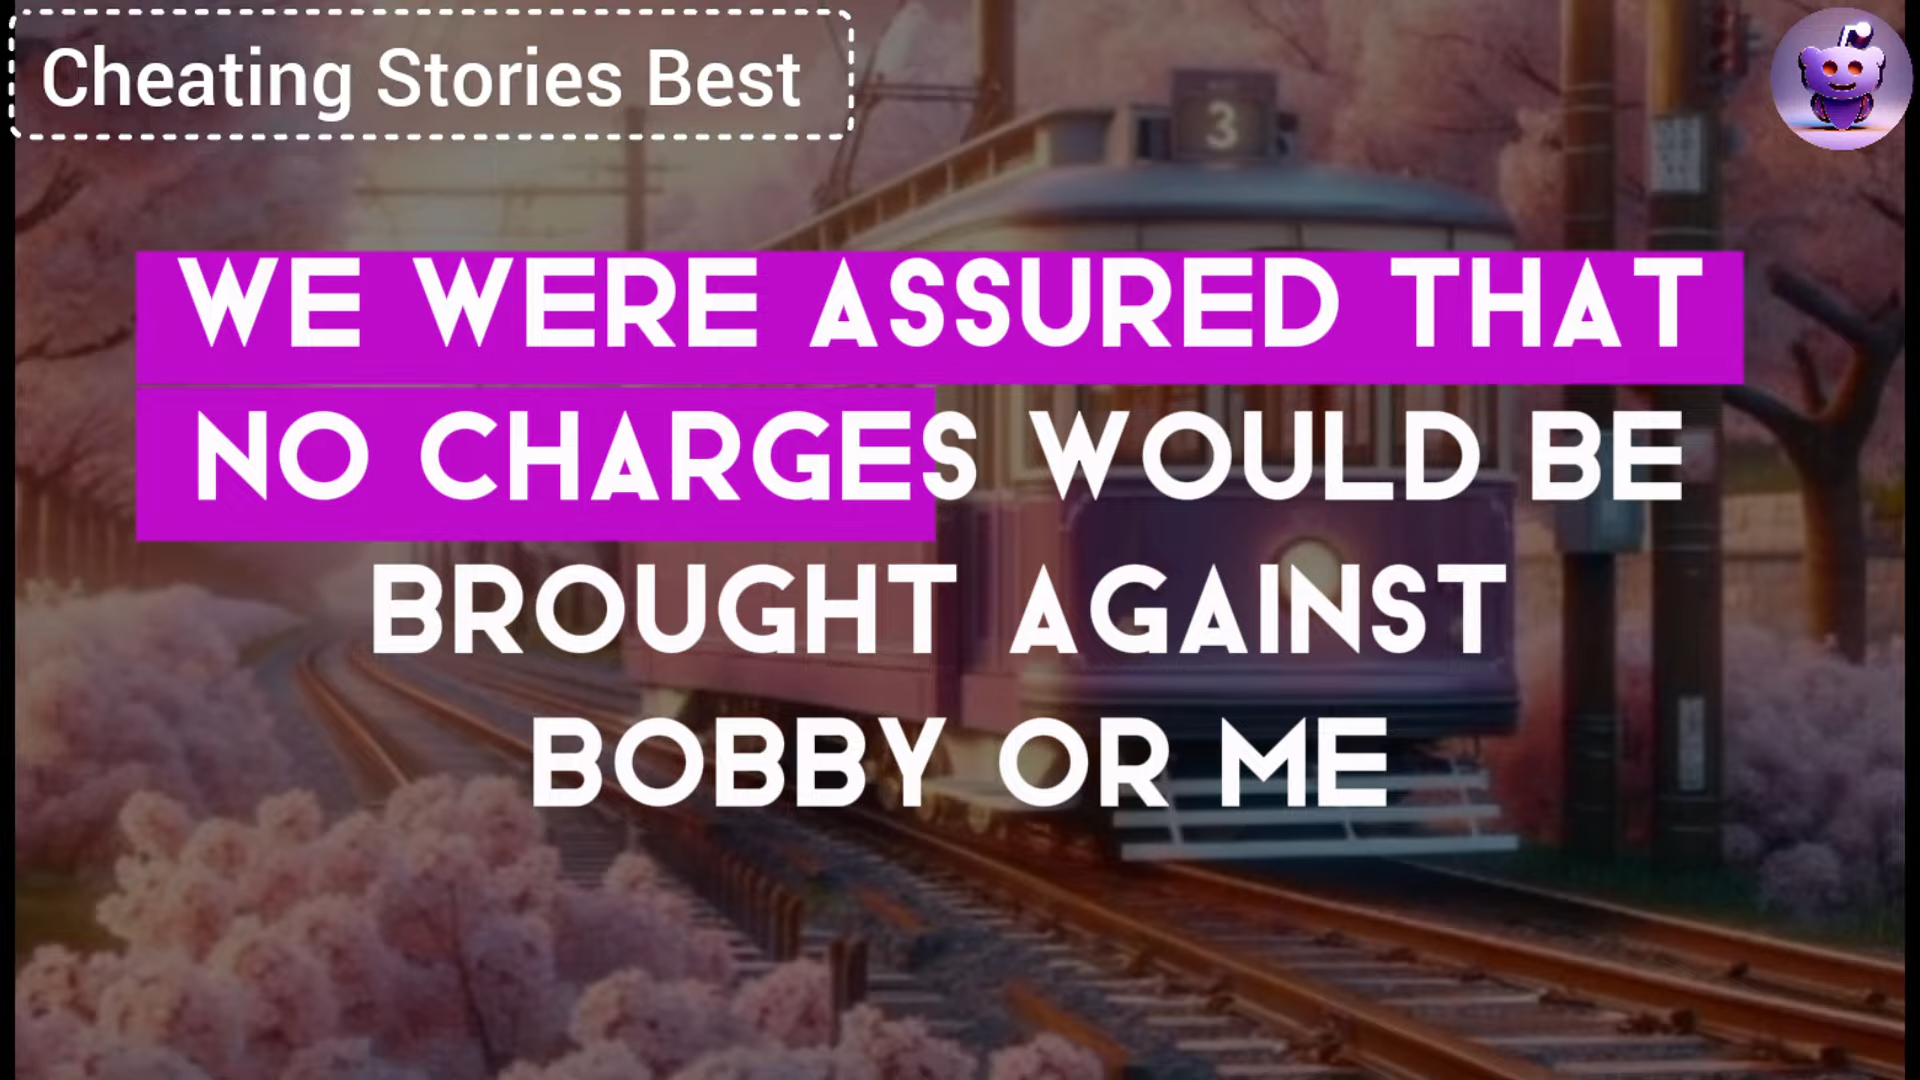 Cheating Stories Best
3
WE WERE ASSURED THAT
NO CHARGES WOULD BE
BROUGHT AGAINST
BOBBY OR ME